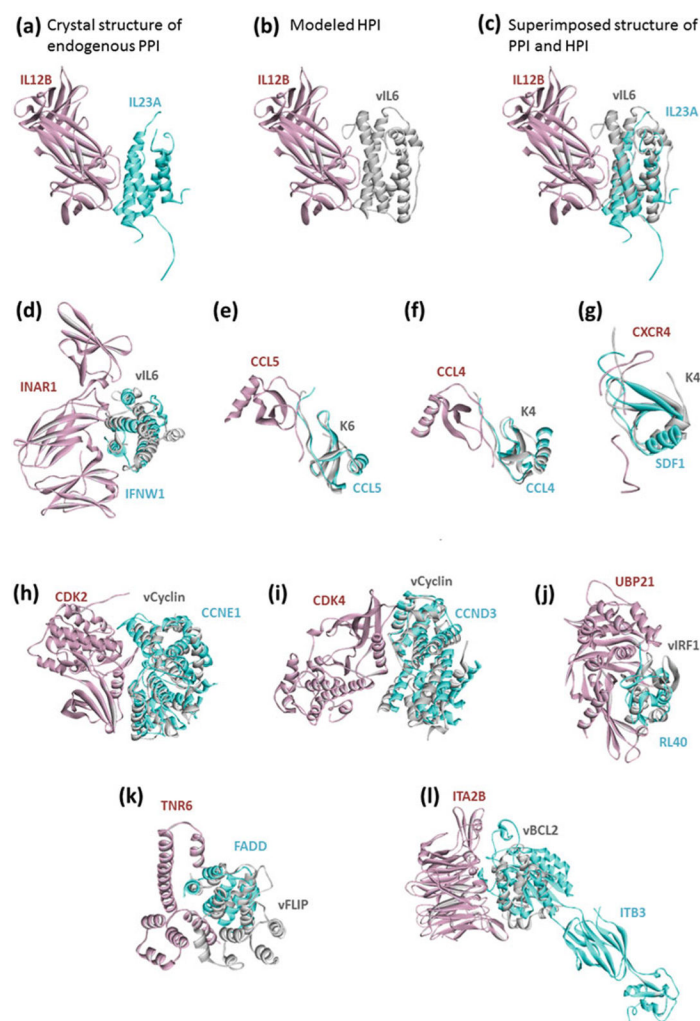 (a) Crystal structure of
endogenous PPI
(b) Modeled HPI
(c) Superimposed structure of
PPI and HPI
IL12B
IL23A
IL12B
vIL6
IL12B
vIL6
IL23A
(d)
INAR1
vIL6
IFNW1
(e)
CCL5
K6
CCL5
(f)
CCL4
K4
CCL4
(g)
CXCR4
K4
SDF1
(h)
CDK2
vCyclin
CCNE1
(i)
CDK4
vCyclin
CCND3
(j)
UBP21
vIRF1
RL40
(k)
TNR6
FADD
vFLIP
(l)
ITA2B
vBCL2
ITB3